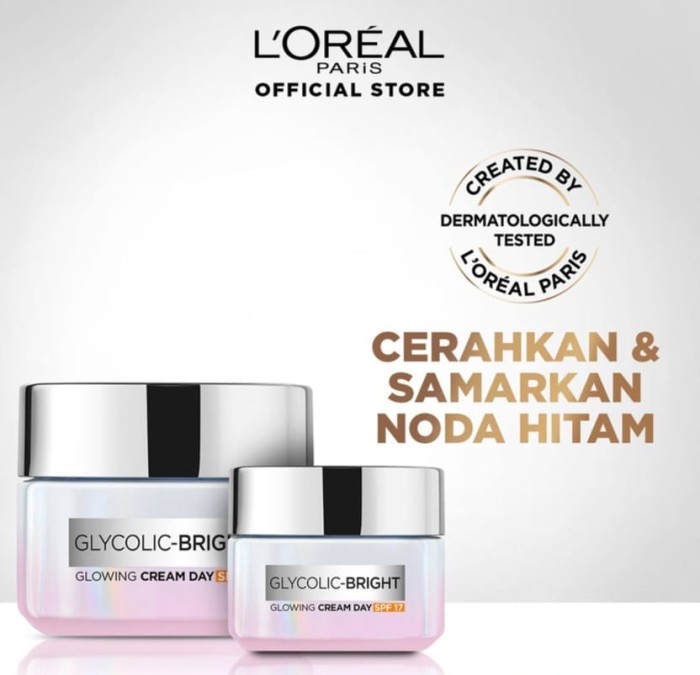 L'ORÉAL
PARIS
OFFICIAL STORE
CREATED BY
DERMATOLOGICALLY
TESTED
L'ORÉAL PARIS
CERAHKAN &
SAMARKAN
NODA HITAM
GLYCOLIC-BRIG
GLOWING CREAM DAY
GLYCOLIC-BRIGHT
GLOWING CREAM DAY SPF 17